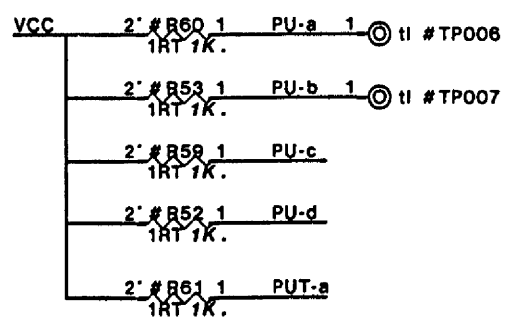 VCC
2' #R60 1 PU-a 1 tl #TP006
1RT 1K.
2' #R53 1 PU-b 1 tl #TP007
1RT 1K.
2' #R59 1 PU-c
1RT 1K.
2' #R52 1 PU-d
1RT 1K.
2' #R61 1 PUT-a
1RT 1K.